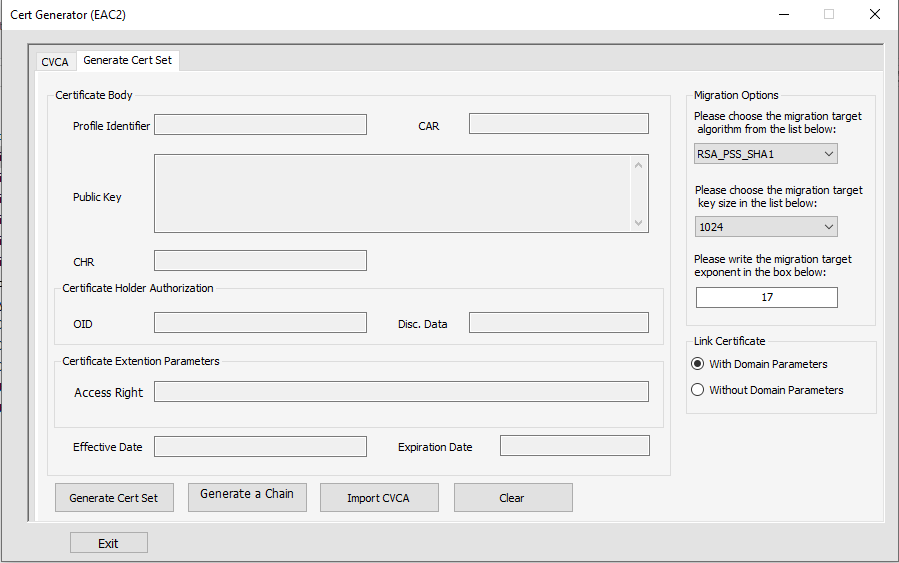 Cert Generator (EAC2)
CVCA
Generate Cert Set
Certificate Body
Profile Identifier
CAR
Public Key
CHR
Certificate Holder Authorization
OID
Disc. Data
Certificate Extention Parameters
Access Right
Effective Date
Expiration Date
Generate Cert Set
Generate a Chain
Import CVCA
Clear
Exit
Migration Options
Please choose the migration target
algorithm from the list below:
RSA_PSS_SHA1
Please choose the migration target
key size in the list below:
1024
Please write the migration target
exponent in the box below:
17
Link Certificate
With Domain Parameters
Without Domain Parameters